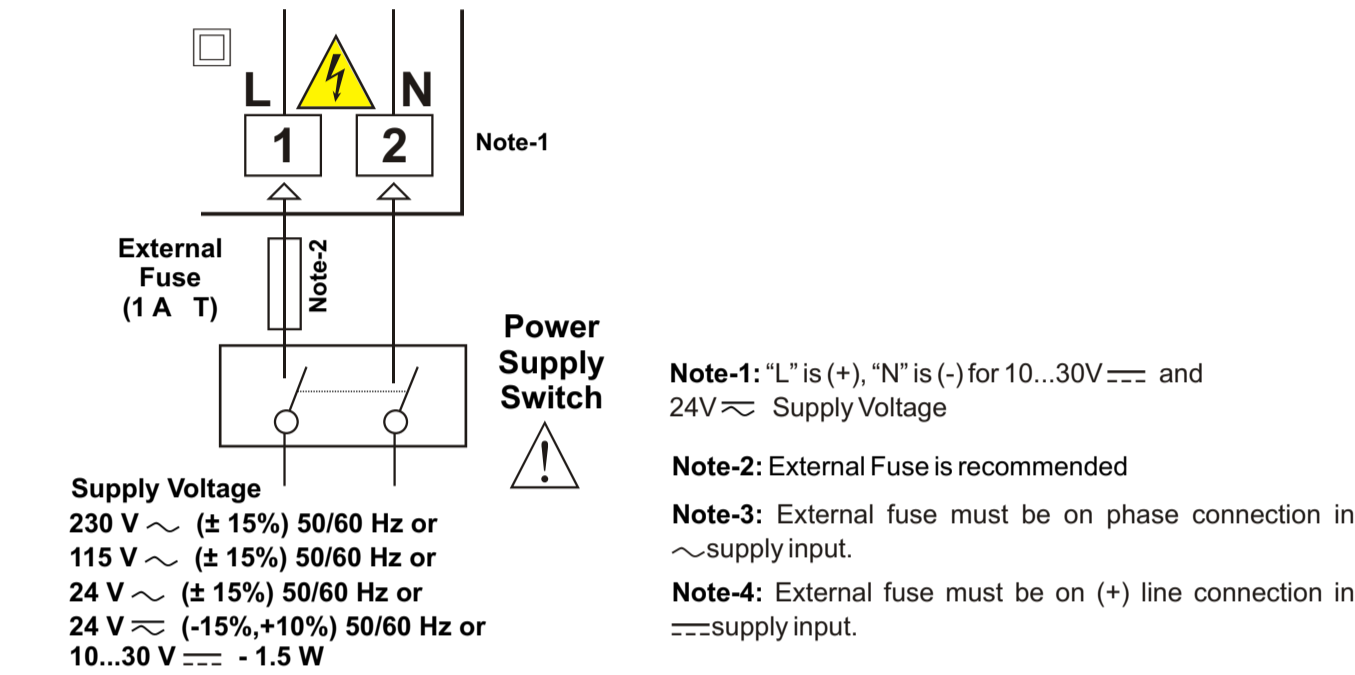 L N
1 2
Note-1
External
Fuse
(1 A T)
Note-2
Power
Supply
Switch
Supply Voltage
230 V ∼ (± 15%) 50/60 Hz or
115 V ∼ (± 15%) 50/60 Hz or
24 V ∼ (± 15%) 50/60 Hz or
24 V ⏦ (-15%,+10%) 50/60 Hz or
10...30 V ⎓ - 1.5 W
Note-1: “L” is (+), “N” is (-) for 10...30V ⎓ and
24V ⏦ Supply Voltage
Note-2: External Fuse is recommended
Note-3: External fuse must be on phase connection in
∼supply input.
Note-4: External fuse must be on (+) line connection in
⎓supply input.